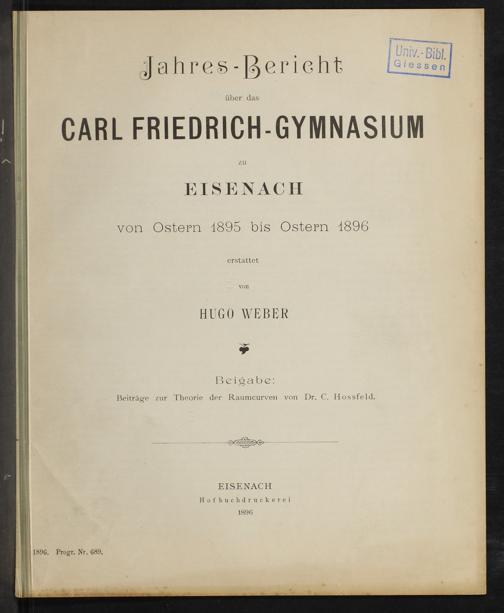 Jahres-Bericht
Univ.-Bibl.
Giessen
über das
CARL FRIEDRICH-GYMNASIUM
zu
EISENACH
von Ostern 1895 bis Ostern 1896
erstattet
von
HUGO WEBER
Beigabe:
Beiträge zur Theorie der Raumcurven von Dr. C. Hossfeld.
EISENACH
Hofbuchdruckerei
1896
1896. Progr. Nr. 689.